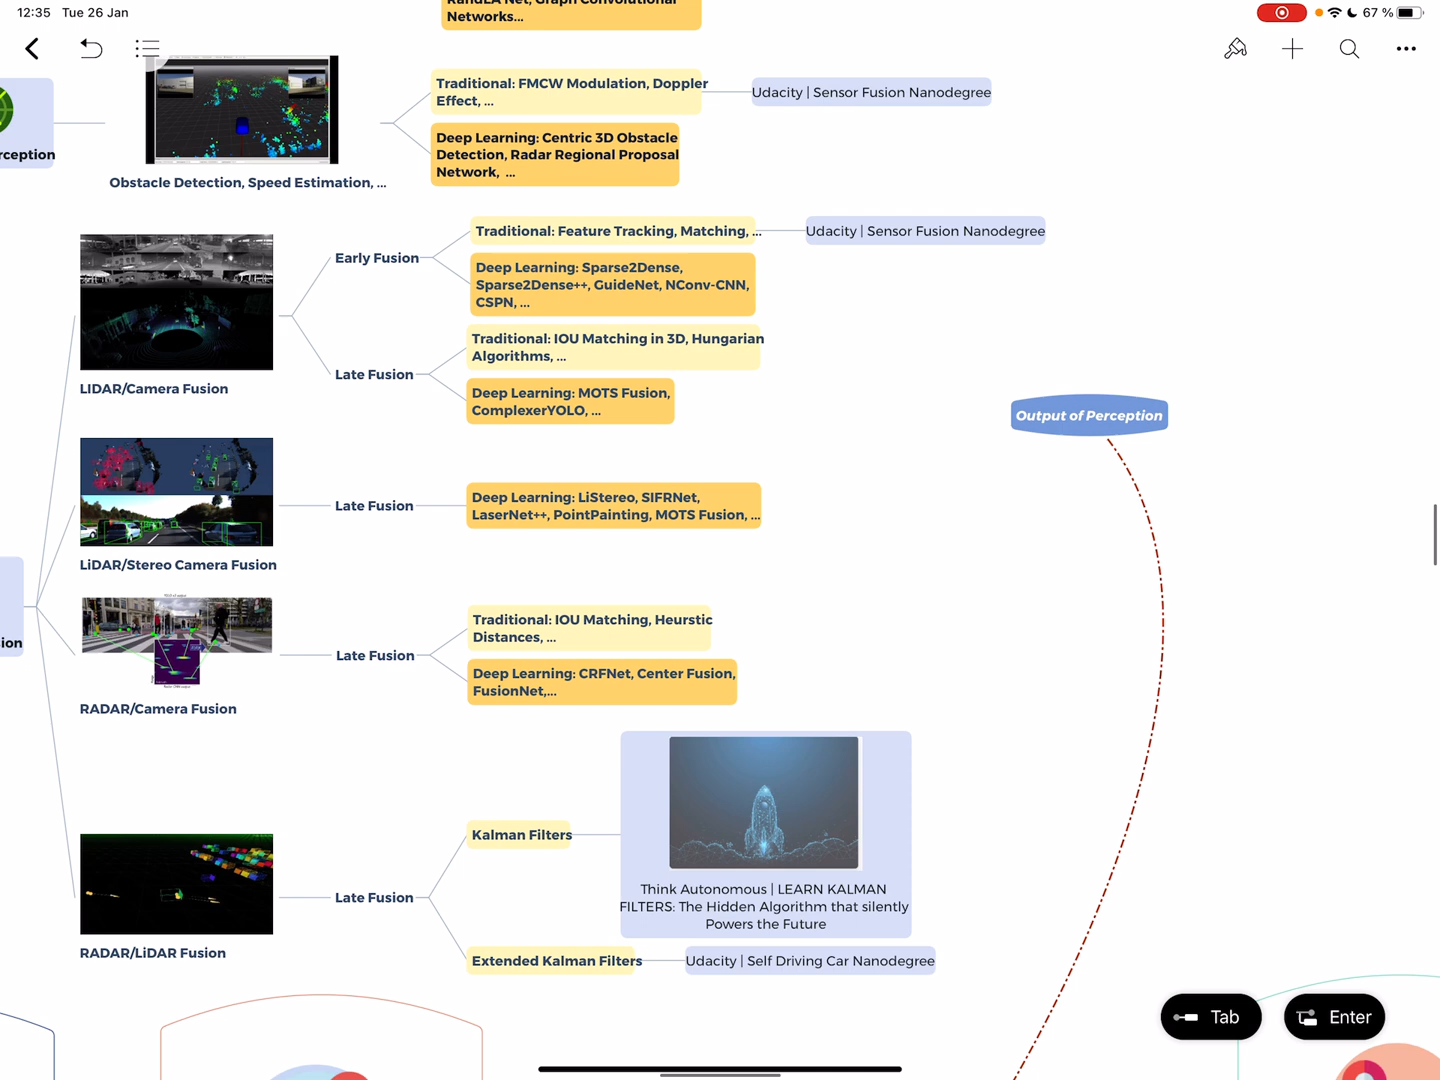 12:35 Tue 26 Jan
67 %
RandLA Net, Graph Convolutional
Networks...
Traditional: FMCW Modulation, Doppler
Effect, ...
Udacity | Sensor Fusion Nanodegree
Deep Learning: Centric 3D Obstacle
Detection, Radar Regional Proposal
Network, ...
rception
Obstacle Detection, Speed Estimation, ...
Early Fusion
Traditional: Feature Tracking, Matching, ...
Udacity | Sensor Fusion Nanodegree
Deep Learning: Sparse2Dense,
Sparse2Dense++, GuideNet, NConv-CNN,
CSPN, ...
Late Fusion
Traditional: IOU Matching in 3D, Hungarian
Algorithms, ...
Deep Learning: MOTS Fusion,
ComplexerYOLO, ...
LIDAR/Camera Fusion
Output of Perception
Late Fusion
Deep Learning: LiStereo, SIFRNet,
LaserNet++, PointPainting, MOTS Fusion, ...
LiDAR/Stereo Camera Fusion
ion
Late Fusion
Traditional: IOU Matching, Heurstic
Distances, ...
Deep Learning: CRFNet, Center Fusion,
FusionNet,...
RADAR/Camera Fusion
Late Fusion
Kalman Filters
Think Autonomous | LEARN KALMAN
FILTERS: The Hidden Algorithm that silently
Powers the Future
Extended Kalman Filters
Udacity | Self Driving Car Nanodegree
RADAR/LiDAR Fusion
Tab
Enter